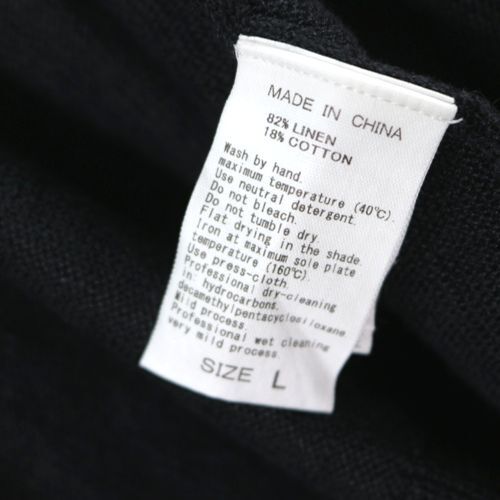 MADE IN CHINA
82% LINEN
18% COTTON
Wash by hand.
maximum temperature (40℃).
Use neutral detergent.
Do not bleach.
Do not tumble dry.
Flat drying in the shade.
Iron at maximum sole plate
temperature (160℃).
Use press-cloth.
Professional dry-cleaning
in: hydrocarbons.
decamethylpentacyclosiloxane
Mild process.
Professional wet cleaning
very mild process.
SIZE L